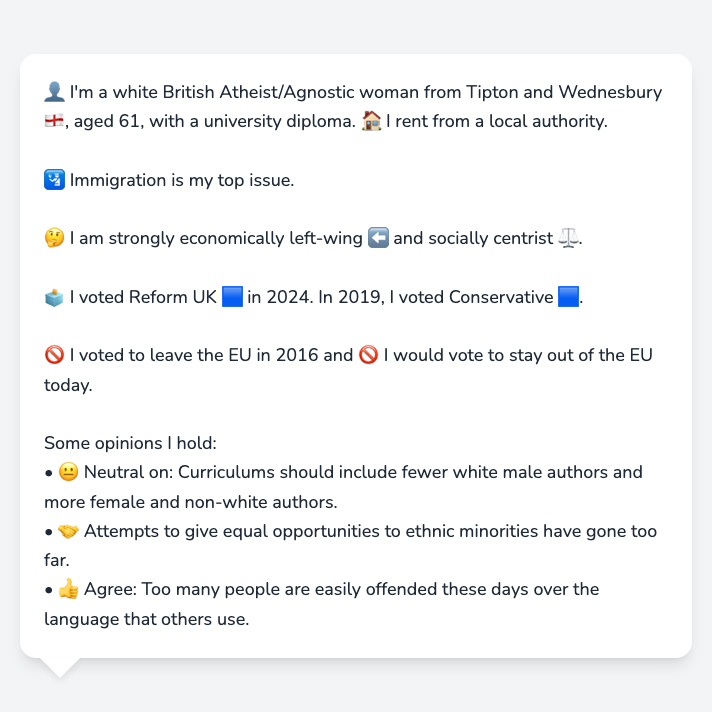 👤 I'm a white British Atheist/Agnostic woman from Tipton and Wednesbury
🏴󠁧󠁢󠁥󠁮󠁧󠁿, aged 61, with a university diploma. 🏠 I rent from a local authority.
🛂 Immigration is my top issue.
🤔 I am strongly economically left-wing ⬅️ and socially centrist ⚖️.
🗳️ I voted Reform UK 🟦 in 2024. In 2019, I voted Conservative 🟦.
🚫 I voted to leave the EU in 2016 and 🚫 I would vote to stay out of the EU
today.
Some opinions I hold:
• 😐 Neutral on: Curriculums should include fewer white male authors and
more female and non-white authors.
• 🤝 Attempts to give equal opportunities to ethnic minorities have gone too
far.
• 👍 Agree: Too many people are easily offended these days over the
language that others use.